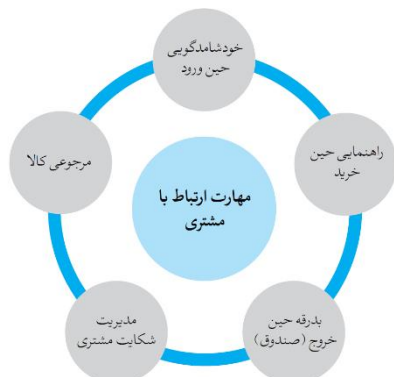 خودشامدگویی
حین ورود
راهنمایی حین
خرید
بدرقه حین
خروج (صندوق)
مدیریت
شکایت مشتری
مرجوعی کالا
مهارت ارتباط با
مشتری